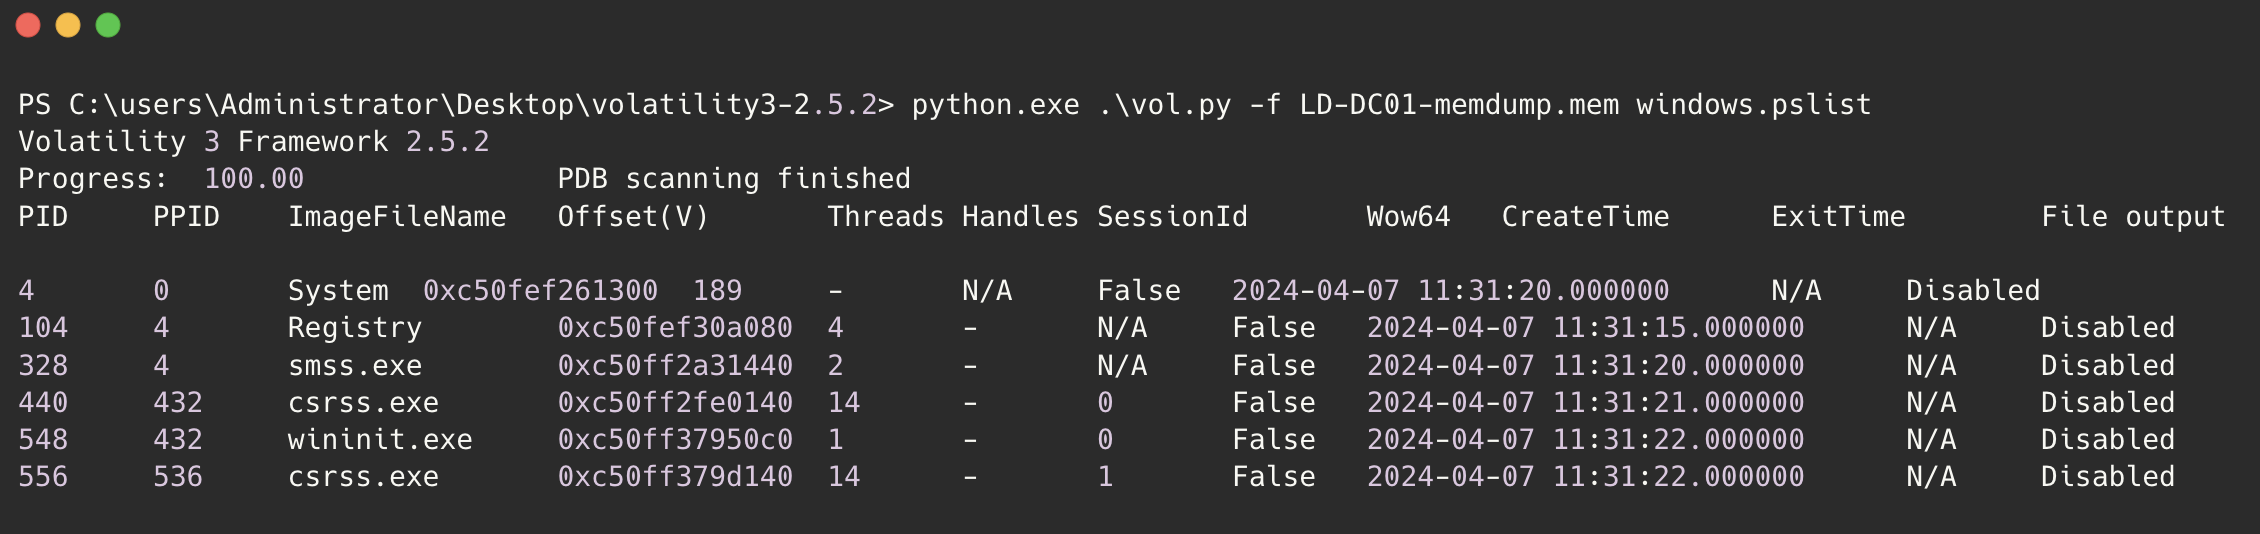 PS C:\users\Administrator\Desktop\volatility3-2.5.2> python.exe .\vol.py -f LD-DC01-memdump.mem windows.pslist
Volatility 3 Framework 2.5.2
Progress:  100.00               PDB scanning finished
PID     PPID    ImageFileName   Offset(V)       Threads Handles SessionId       Wow64   CreateTime      ExitTime        File output
4       0       System  0xc50fef261300  189     -       N/A     False   2024-04-07 11:31:20.000000      N/A     Disabled
104     4       Registry        0xc50fef30a080  4       -       N/A     False   2024-04-07 11:31:15.000000      N/A     Disabled
328     4       smss.exe        0xc50ff2a31440  2       -       N/A     False   2024-04-07 11:31:20.000000      N/A     Disabled
440     432     csrss.exe       0xc50ff2fe0140  14      -       0       False   2024-04-07 11:31:21.000000      N/A     Disabled
548     432     wininit.exe     0xc50ff37950c0  1       -       0       False   2024-04-07 11:31:22.000000      N/A     Disabled
556     536     csrss.exe       0xc50ff379d140  14      -       1       False   2024-04-07 11:31:22.000000      N/A     Disabled